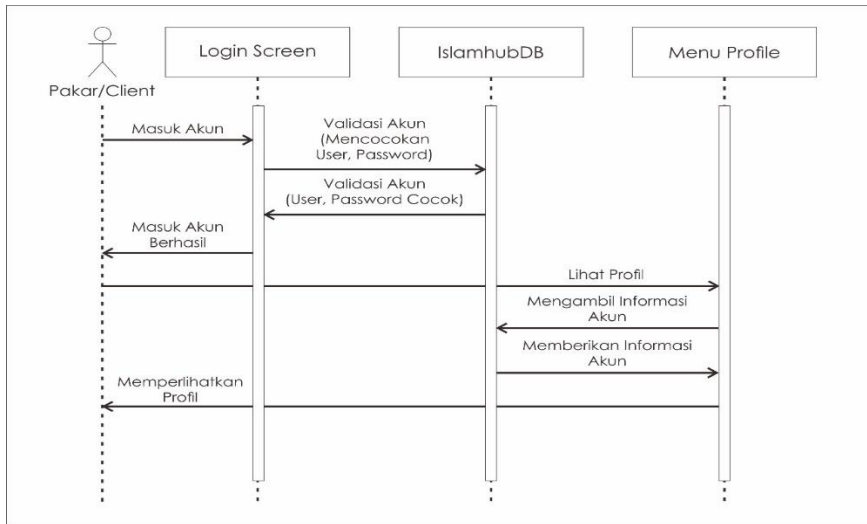 Login Screen
IslamhubDB
Menu Profile
Pakar/Client
Masuk Akun
Validasi Akun
(Mencocokan
User, Password)
Validasi Akun
(User, Password Cocok)
Masuk Akun
Berhasil
Lihat Profil
Mengambil Informasi
Akun
Memberikan Informasi
Akun
Memperlihatkan
Profil